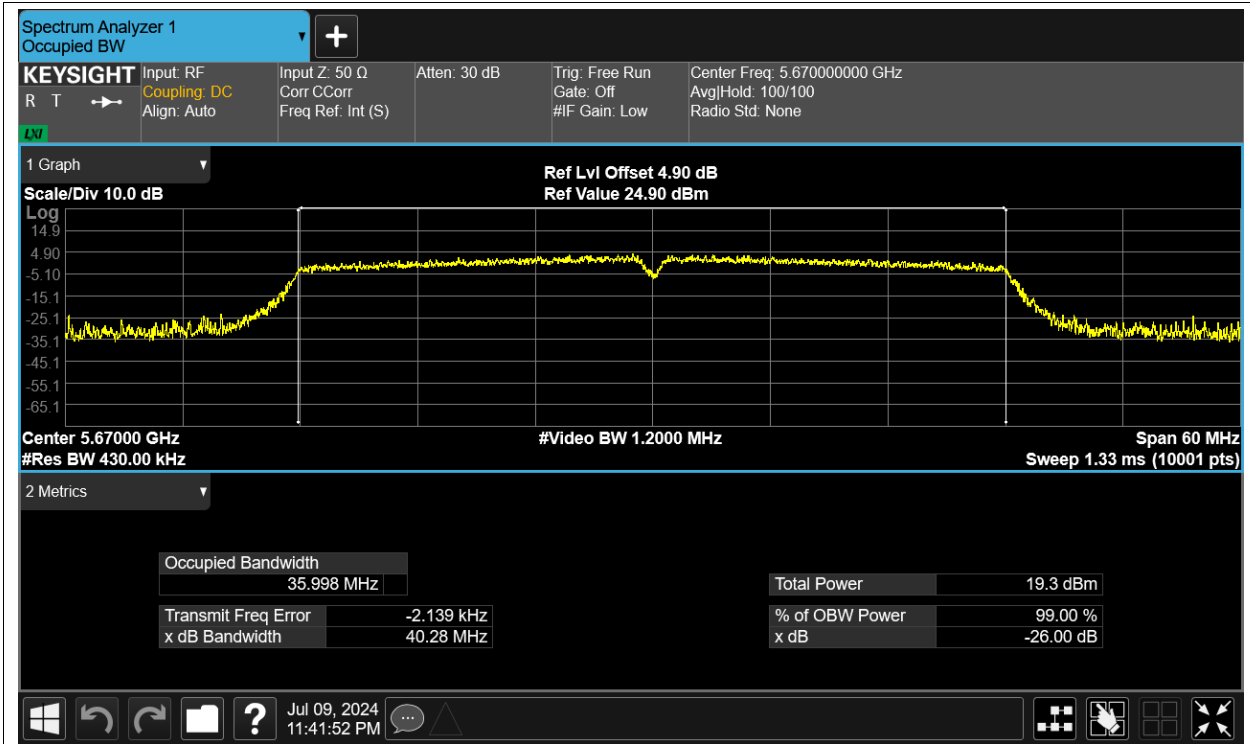 Spectrum Analyzer 1
Occupied BW
KEYSIGHT
R T
LXI
Input: RF
Coupling: DC
Align: Auto
Input Z: 50 Ω
Corr CCorr
Freq Ref: Int (S)
Atten: 30 dB
Trig: Free Run
Gate: Off
#IF Gain: Low
Center Freq: 5.670000000 GHz
Avg|Hold: 100/100
Radio Std: None
1 Graph
Scale/Div 10.0 dB
Ref Lvl Offset 4.90 dB
Ref Value 24.90 dBm
Log
14.9
4.90
-5.10
-15.1
-25.1
-35.1
-45.1
-55.1
-65.1
Center 5.67000 GHz
#Video BW 1.2000 MHz
Span 60 MHz
#Res BW 430.00 kHz
Sweep 1.33 ms (10001 pts)
2 Metrics
Occupied Bandwidth
35.998 MHz
Total Power 19.3 dBm
Transmit Freq Error -2.139 kHz
% of OBW Power 99.00 %
x dB Bandwidth 40.28 MHz
x dB -26.00 dB
?
Jul 09, 2024
11:41:52 PM